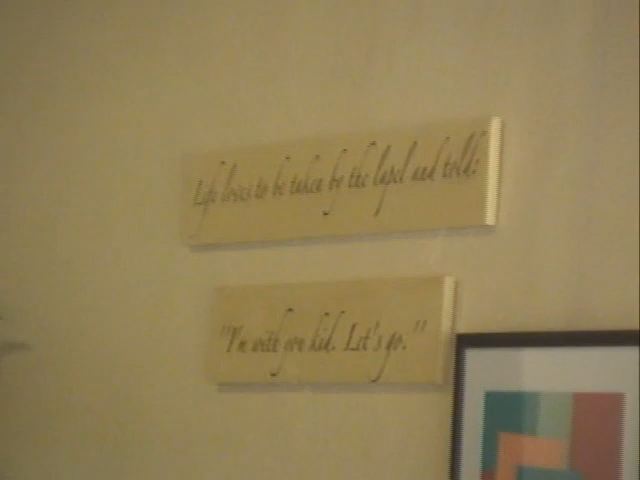 Life loves to be taken by the lapel and told:
"I'm with you kid. Let's go."